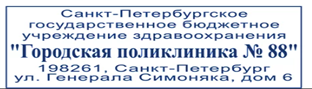 Санкт-Петербургское
государственное бюджетное
учреждение здравоохранения
"Городская поликлиника № 88"
198261, Санкт-Петербург
ул. Генерала Симоняка, дом 6